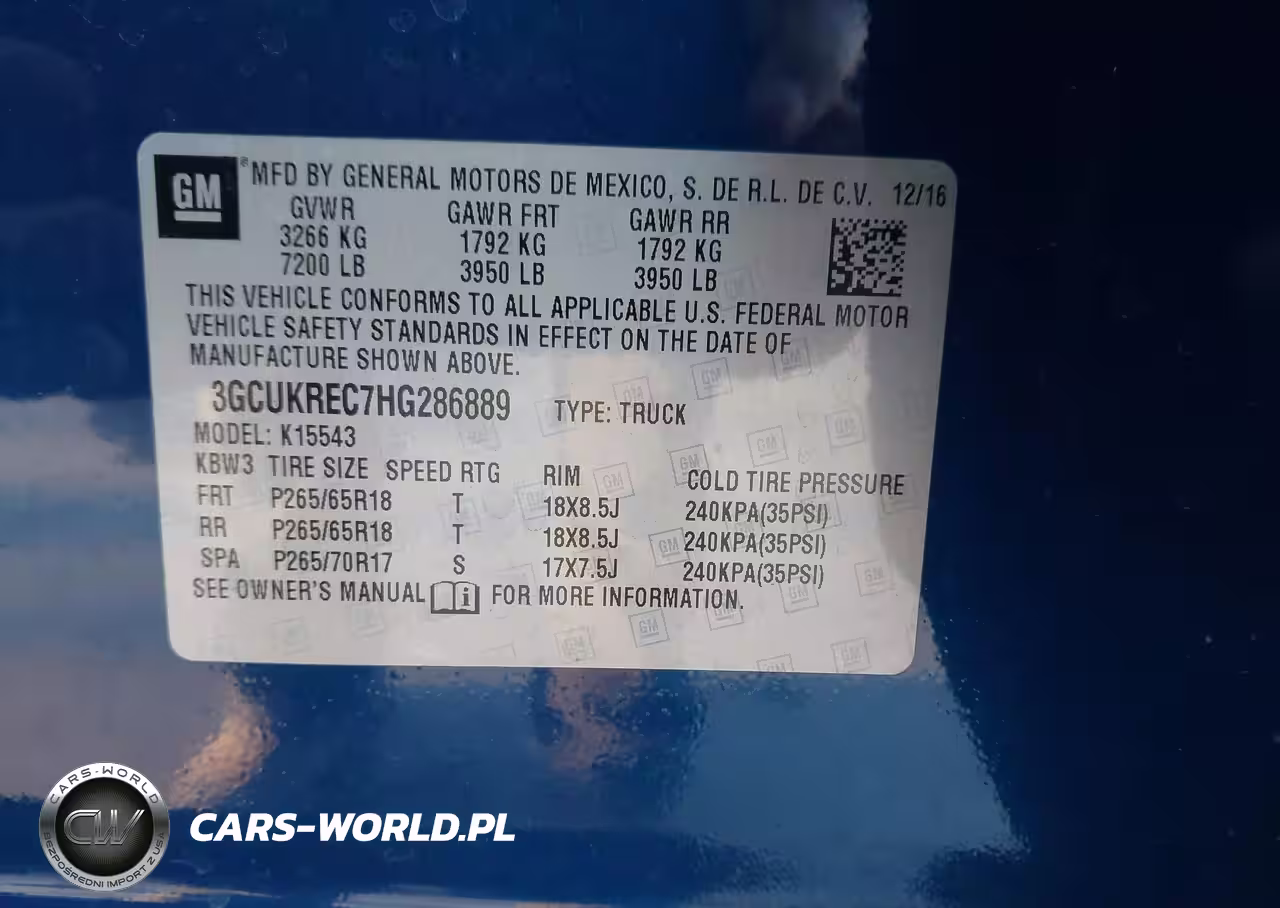 GM
® MFD BY GENERAL MOTORS DE MEXICO, S. DE R.L. DE C.V. 12/16
GVWR GAWR FRT GAWR RR
3266 KG 1792 KG 1792 KG
7200 LB 3950 LB 3950 LB
THIS VEHICLE CONFORMS TO ALL APPLICABLE U.S. FEDERAL MOTOR
VEHICLE SAFETY STANDARDS IN EFFECT ON THE DATE OF
MANUFACTURE SHOWN ABOVE.
3GCUKREC7HG286889 TYPE: TRUCK
MODEL: K15543
KBW3 TIRE SIZE SPEED RTG RIM COLD TIRE PRESSURE
FRT P265/65R18 T 18X8.5J 240KPA(35PSI)
RR P265/65R18 T 18X8.5J 240KPA(35PSI)
SPA P265/70R17 S 17X7.5J 240KPA(35PSI)
SEE OWNER'S MANUAL i FOR MORE INFORMATION.
CARS-WORLD
CW
BEZPOŚREDNI IMPORT Z USA
CARS-WORLD.PL